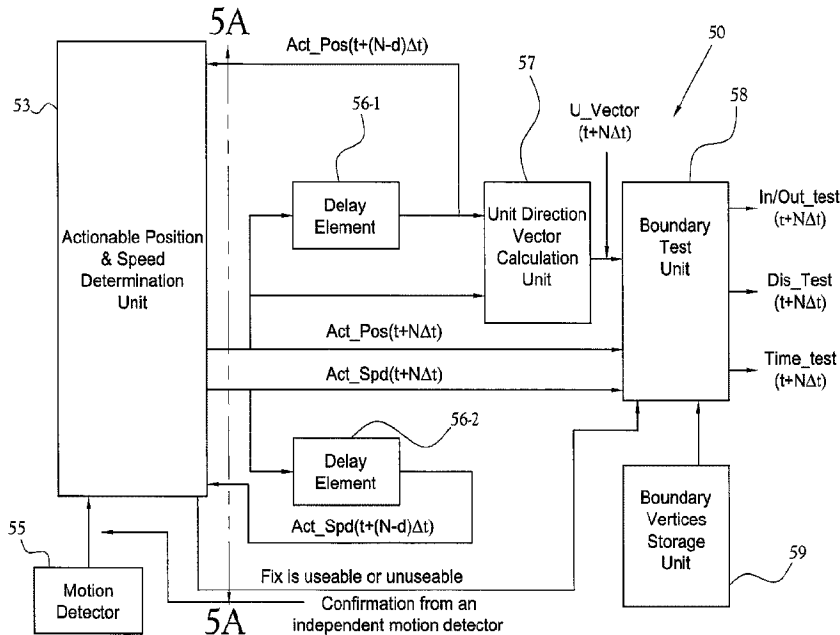 5A
Act_Pos(t+(N-d)Δt)
50
53
56-1
57
U_Vector
(t+NΔt)
58
Delay
Element
Unit Direction
Vector
Calculation
Unit
Boundary
Test
Unit
In/Out_test
(t+NΔt)
Actionable Position
& Speed
Determination
Unit
Dis_Test
(t+NΔt)
Act_Pos(t+NΔt)
Act_Spd(t+NΔt)
Time_test
(t+NΔt)
56-2
Delay
Element
Act_Spd(t+(N-d)Δt)
Boundary
Vertices
Storage
Unit
59
55
Motion
Detector
Fix is useable or unuseable
5A
Confirmation from an
independent motion detector